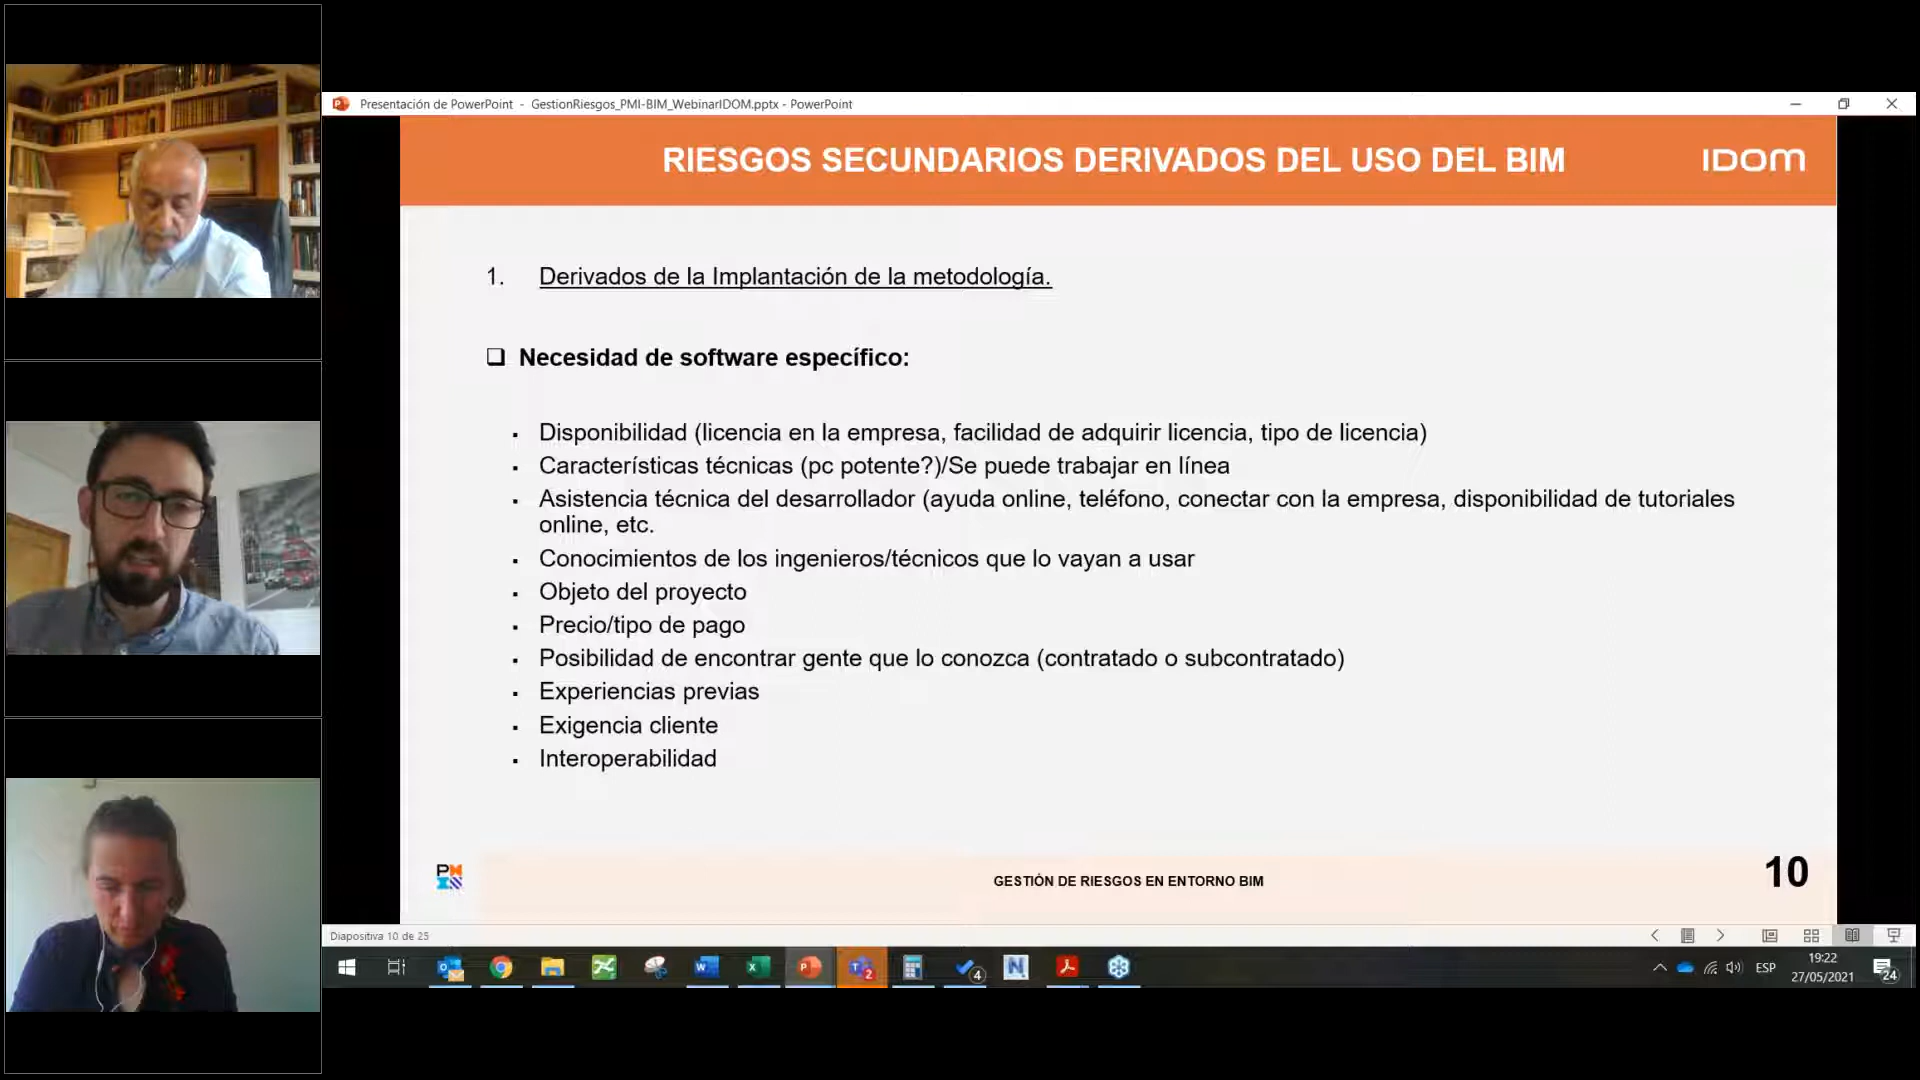 Presentación de PowerPoint - GestionRiesgos_PMI-BIM_WebinarIDOM.pptx - PowerPoint
RIESGOS SECUNDARIOS DERIVADOS DEL USO DEL BIM
IDOM
1. Derivados de la Implantación de la metodología.
❑ Necesidad de software específico:
▪ Disponibilidad (licencia en la empresa, facilidad de adquirir licencia, tipo de licencia)
▪ Características técnicas (pc potente?)/Se puede trabajar en línea
▪ Asistencia técnica del desarrollador (ayuda online, teléfono, conectar con la empresa, disponibilidad de tutoriales
online, etc.
▪ Conocimientos de los ingenieros/técnicos que lo vayan a usar
▪ Objeto del proyecto
▪ Precio/tipo de pago
▪ Posibilidad de encontrar gente que lo conozca (contratado o subcontratado)
▪ Experiencias previas
▪ Exigencia cliente
▪ Interoperabilidad
GESTIÓN DE RIESGOS EN ENTORNO BIM
10
Diapositiva 10 de 25
2
4
ESP
19:22
27/05/2021
24